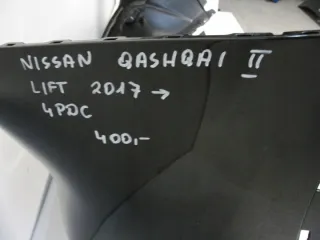 NISSAN QASHQAI II
LIFT 2017 →
4PDC
400,-